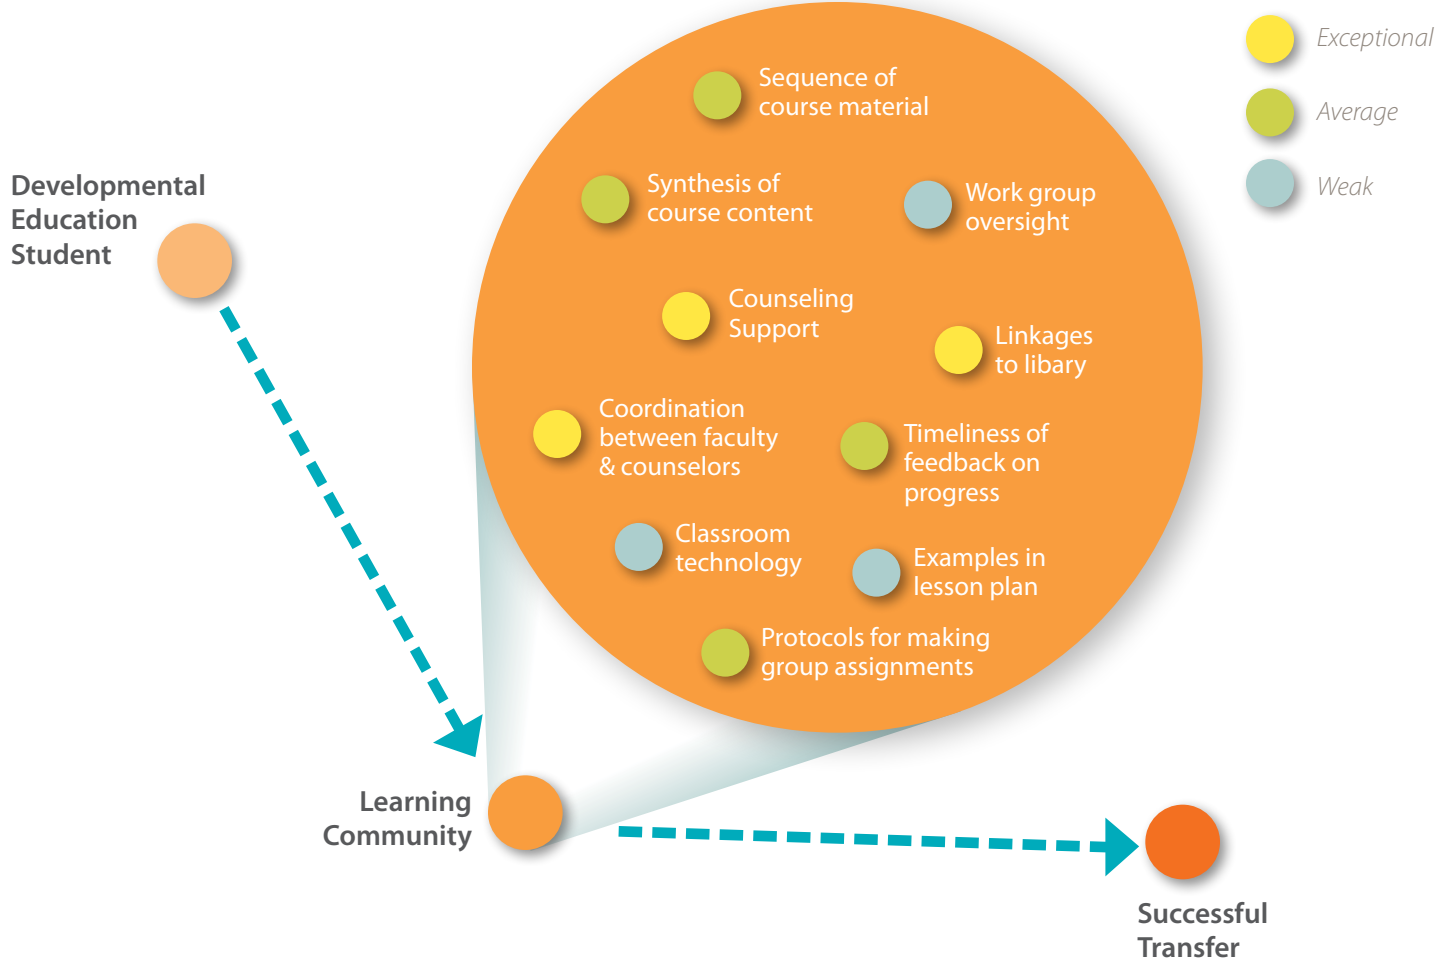 Exceptional
Average
Weak
Sequence of
course material
Synthesis of
course content
Work group
oversight
Developmental
Education
Student
Counseling
Support
Linkages
to libary
Coordination
between faculty
& counselors
Timeliness of
feedback on
progress
Classroom
technology
Examples in
lesson plan
Protocols for making
group assignments
Learning
Community
Successful
Transfer